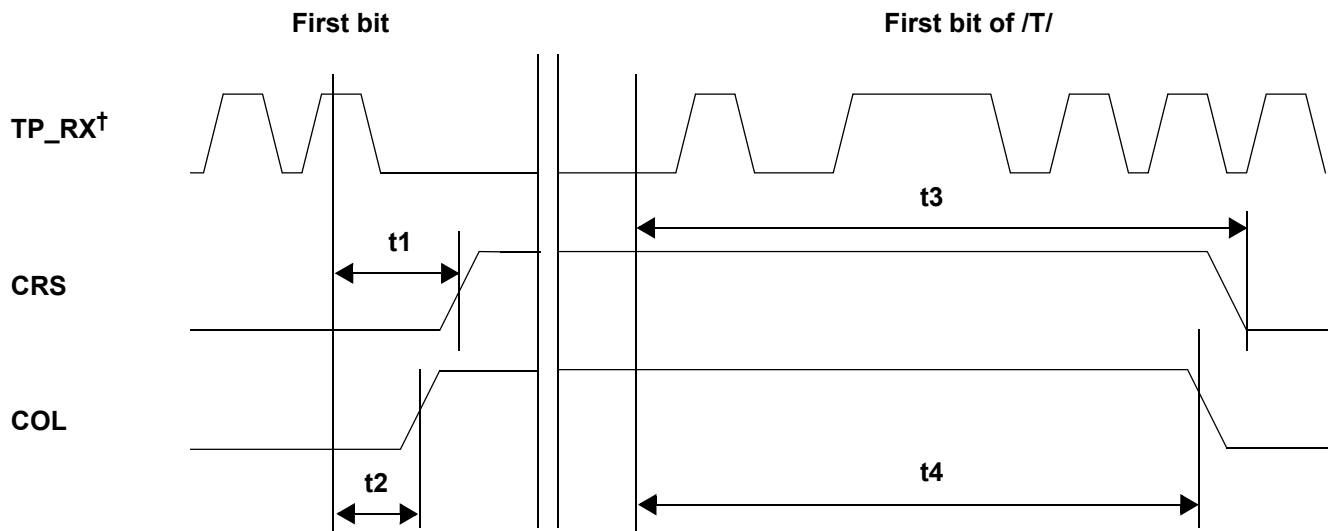 First bit
First bit of /T/
TP_RX†
t3
t1
CRS
COL
t2
t4